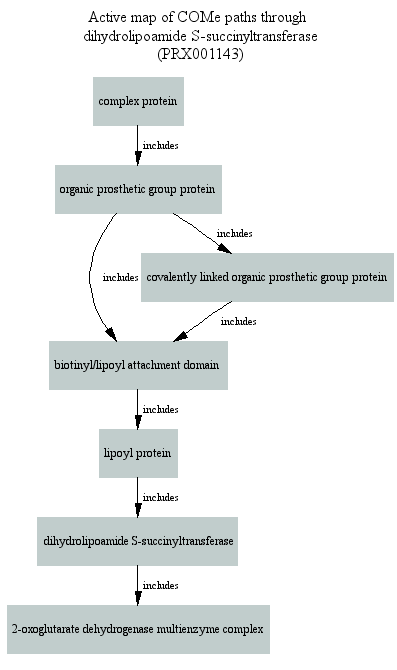 Active map of COMe paths through
dihydrolipoamide S-succinyltransferase
(PRX001143)
complex protein
includes
organic prosthetic group protein
includes
includes
covalently linked organic prosthetic group protein
includes
biotinyl/lipoyl attachment domain
includes
lipoyl protein
includes
dihydrolipoamide S-succinyltransferase
includes
2-oxoglutarate dehydrogenase multienzyme complex